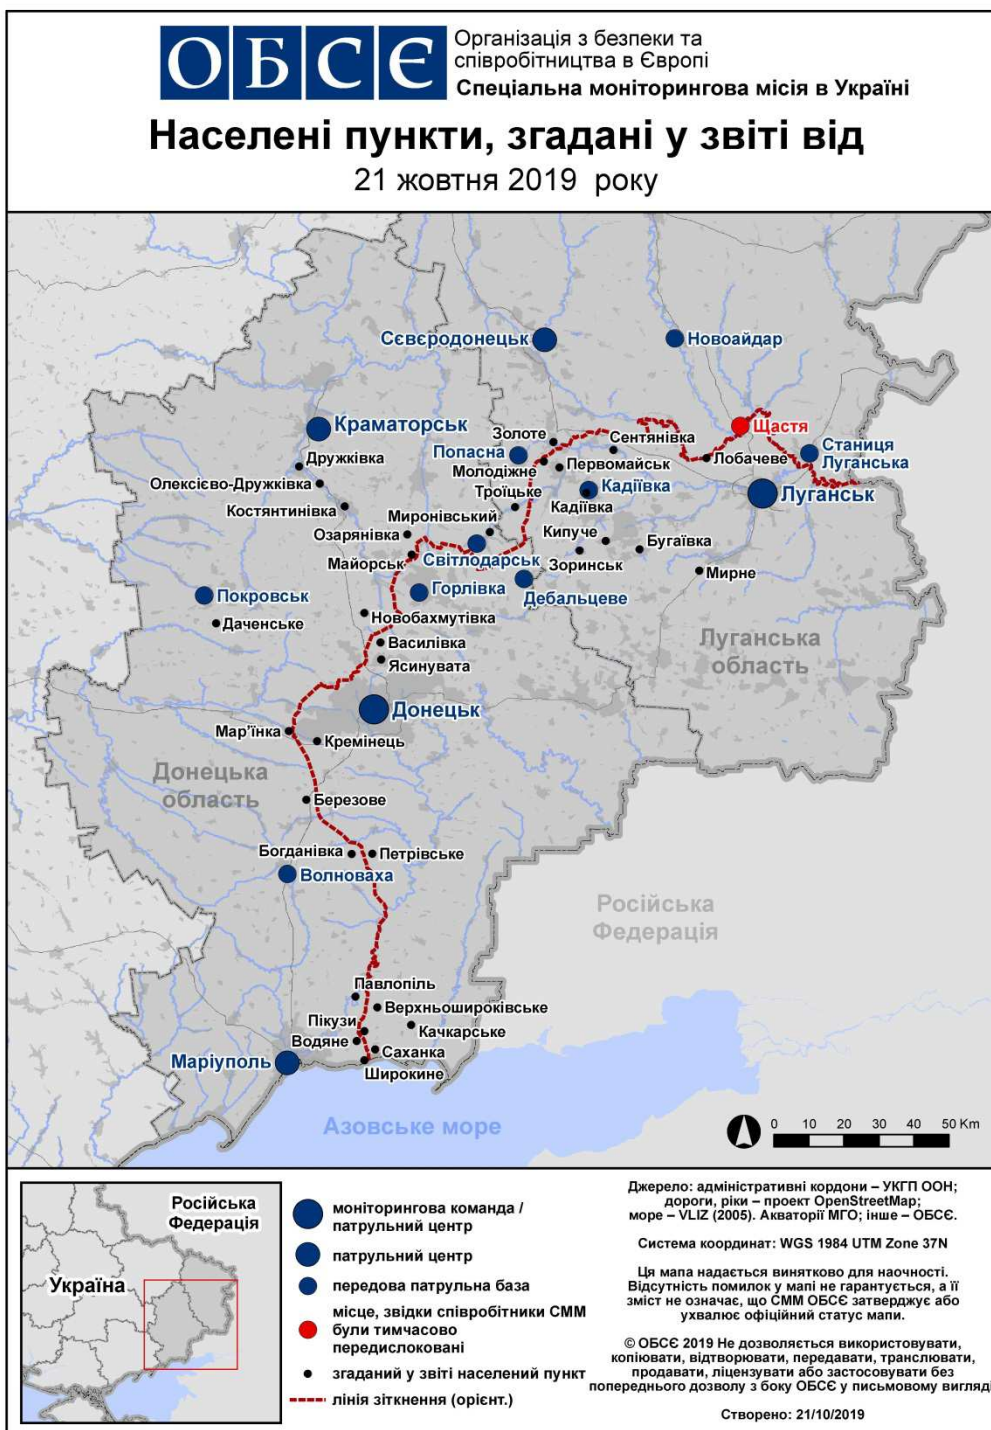 ОБСЄ
Організація з безпеки та
співробітництва в Європі
Спеціальна моніторингова місія в Україні
Населені пункти, згадані у звіті від
21 жовтня 2019 року
Сєвєродонецьк
Новоайдар
Краматорськ
Щастя
Золоте
Сентянівка
Станиця
Луганська
Попасна
Дружківка
Молодіжне
Первомайськ
Лобачеве
Олексієво-Дружківка
Троїцьке
Кадіївка
Луганськ
Костянтинівка
Кадіївка
Миронівський
Озарянівка
Кипуче
Бугаївка
Майорськ
Світлодарськ
Зоринськ
Мирне
Покровськ
Горлівка
Дебальцеве
Даченське
Новобахмутівка
Василівка
Луганська
область
Ясинувата
Донецьк
Мар'їнка
Кремінець
Донецька
область
Березове
Богданівка
Петрівське
Волноваха
Російська
Федерація
Павлопіль
Верхньошироківське
Пікузи
Качкарське
Водяне
Саханка
Маріуполь
Широкине
Азовське море
0 10 20 30 40 50 Km
Російська
Федерація
Україна
моніторингова команда /
патрульний центр
патрульний центр
передова патрульна база
місце, звідки співробітники СММ
були тимчасово
передислоковані
згаданий у звіті населений пункт
лінія зіткнення (орієнт.)
Джерело: адміністративні кордони – УКГП ООН;
дороги, ріки – проект OpenStreetMap;
море – VLIZ (2005). Акваторії МГО; інше – ОБСЄ.
Система координат: WGS 1984 UTM Zone 37N
Ця мапа надається винятково для наочності.
Відсутність помилок у мапі не гарантується, а її
зміст не означає, що СММ ОБСЄ затверджує або
ухвалює офіційний статус мапи.
© ОБСЄ 2019 Не дозволяється використовувати,
копіювати, відтворювати, передавати, транслювати,
продавати, ліцензувати або застосовувати без
попереднього дозволу з боку ОБСЄ у письмовому вигляді
Створено: 21/10/2019